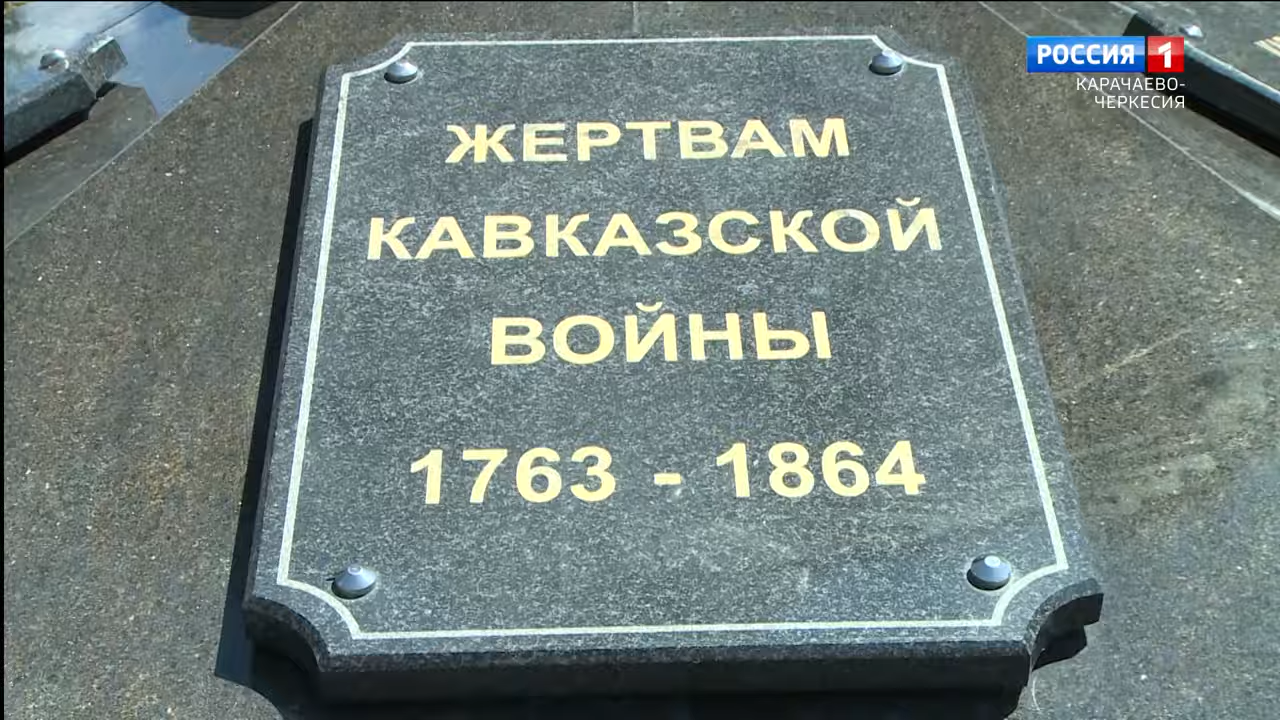 РОССИЯ 1
КАРАЧАЕВО-
ЧЕРКЕСИЯ
ЖЕРТВАМ
КАВКАЗСКОЙ
ВОЙНЫ
1763 - 1864